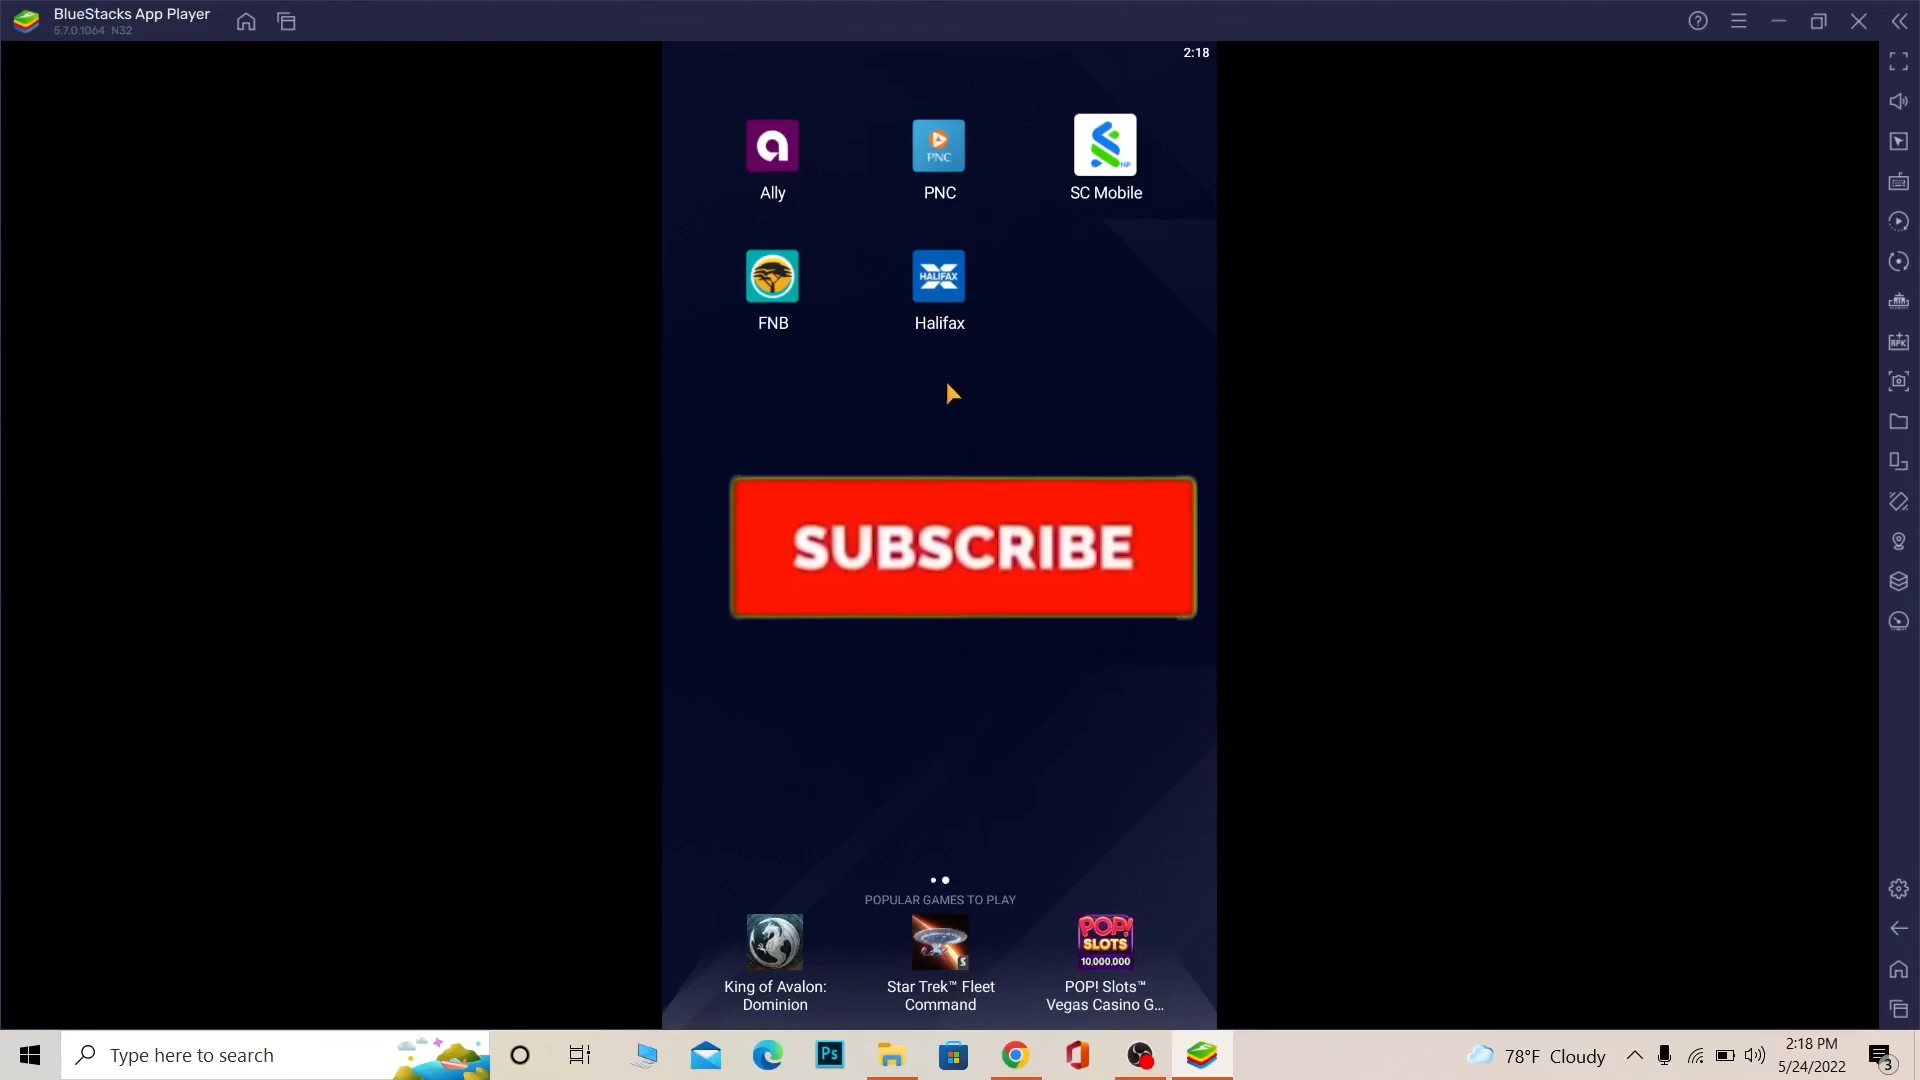 BlueStacks App Player
5.7.0.1064 N32
2:18
a
PNC
Ally
PNC
SC Mobile
HALIFAX
FNB
Halifax
SUBSCRIBE
POPULAR GAMES TO PLAY
POP!
SLOTS
10,000,000
King of Avalon:
Dominion
Star Trek™ Fleet
Command
POP! Slots™
Vegas Casino G...
Type here to search
Ps
78°F Cloudy
2:18 PM
5/24/2022
3